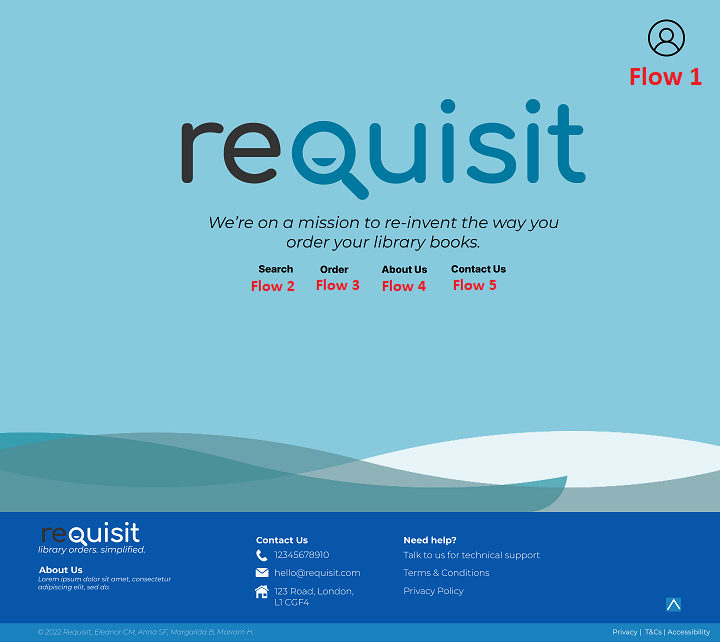 Flow 1
requisit
We're on a mission to re-invent the way you
order your library books.
Search Order About Us Contact Us
Flow 2 Flow 3 Flow 4 Flow 5
requisit
library orders. simplified.
About Us
Lorem ipsum dolor sit amet, consectetur
adipiscing elit, sed do.
Contact Us
12345678910
hello@requisit.com
123 Road, London,
L1 CGF4
Need help?
Talk to us for technical support
Terms & Conditions
Privacy Policy
© 2022 Requisit, Eleanor CM, Anna SF, Margalida B, Mariam H.
Privacy | T&Cs | Accessibility